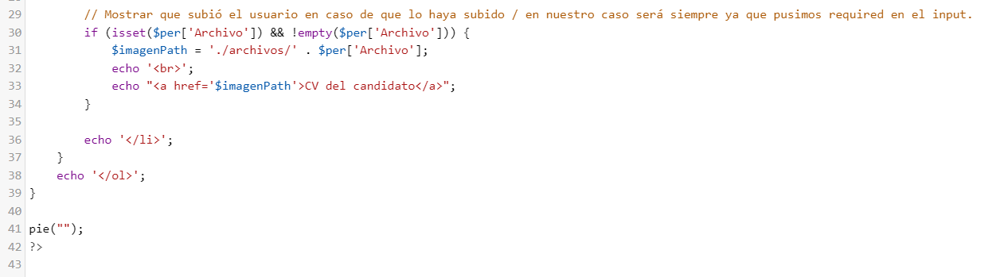 29 // Mostrar que subió el usuario en caso de que lo haya subido / en nuestro caso será siempre ya que pusimos required en el input.
30 if (isset($per['Archivo']) && !empty($per['Archivo'])) {
31 $imagenPath = './archivos/' . $per['Archivo'];
32 echo '<br>';
33 echo "<a href='$imagenPath'>CV del candidato</a>";
34 }
35
36 echo '</li>';
37 }
38 echo '</ol>';
39 }
40
41 pie("");
42 ?>
43